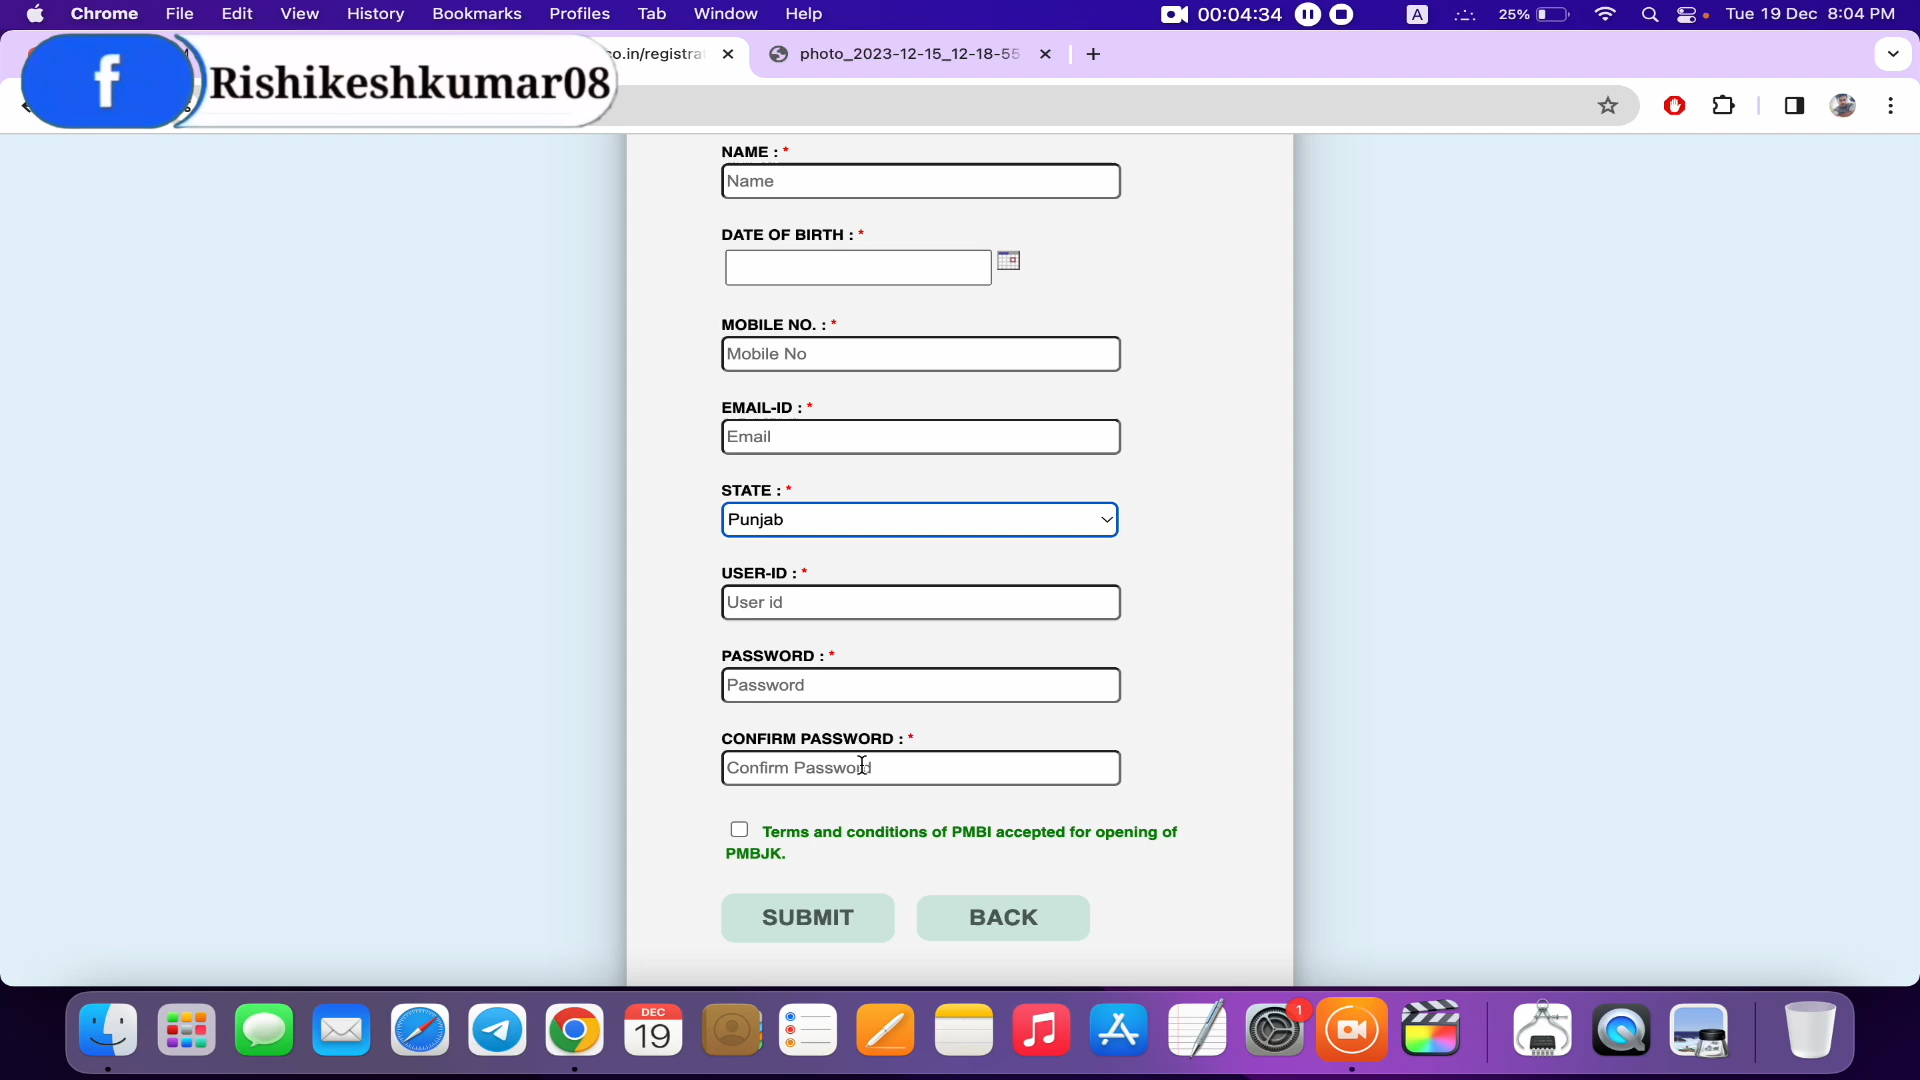 Chrome File Edit View History Bookmarks Profiles Tab Window Help 00:04:34 A 25% Tue 19 Dec 8:04 PM
f Rishikeshkumar08
co.in/registra
photo_2023-12-15_12-18-55
NAME : *
Name
DATE OF BIRTH : *
MOBILE NO. : *
Mobile No
EMAIL-ID : *
Email
STATE : *
Punjab
USER-ID : *
User id
PASSWORD : *
Password
CONFIRM PASSWORD : *
Confirm Password
Terms and conditions of PMBI accepted for opening of
PMBJK.
SUBMIT BACK
DEC
19
1